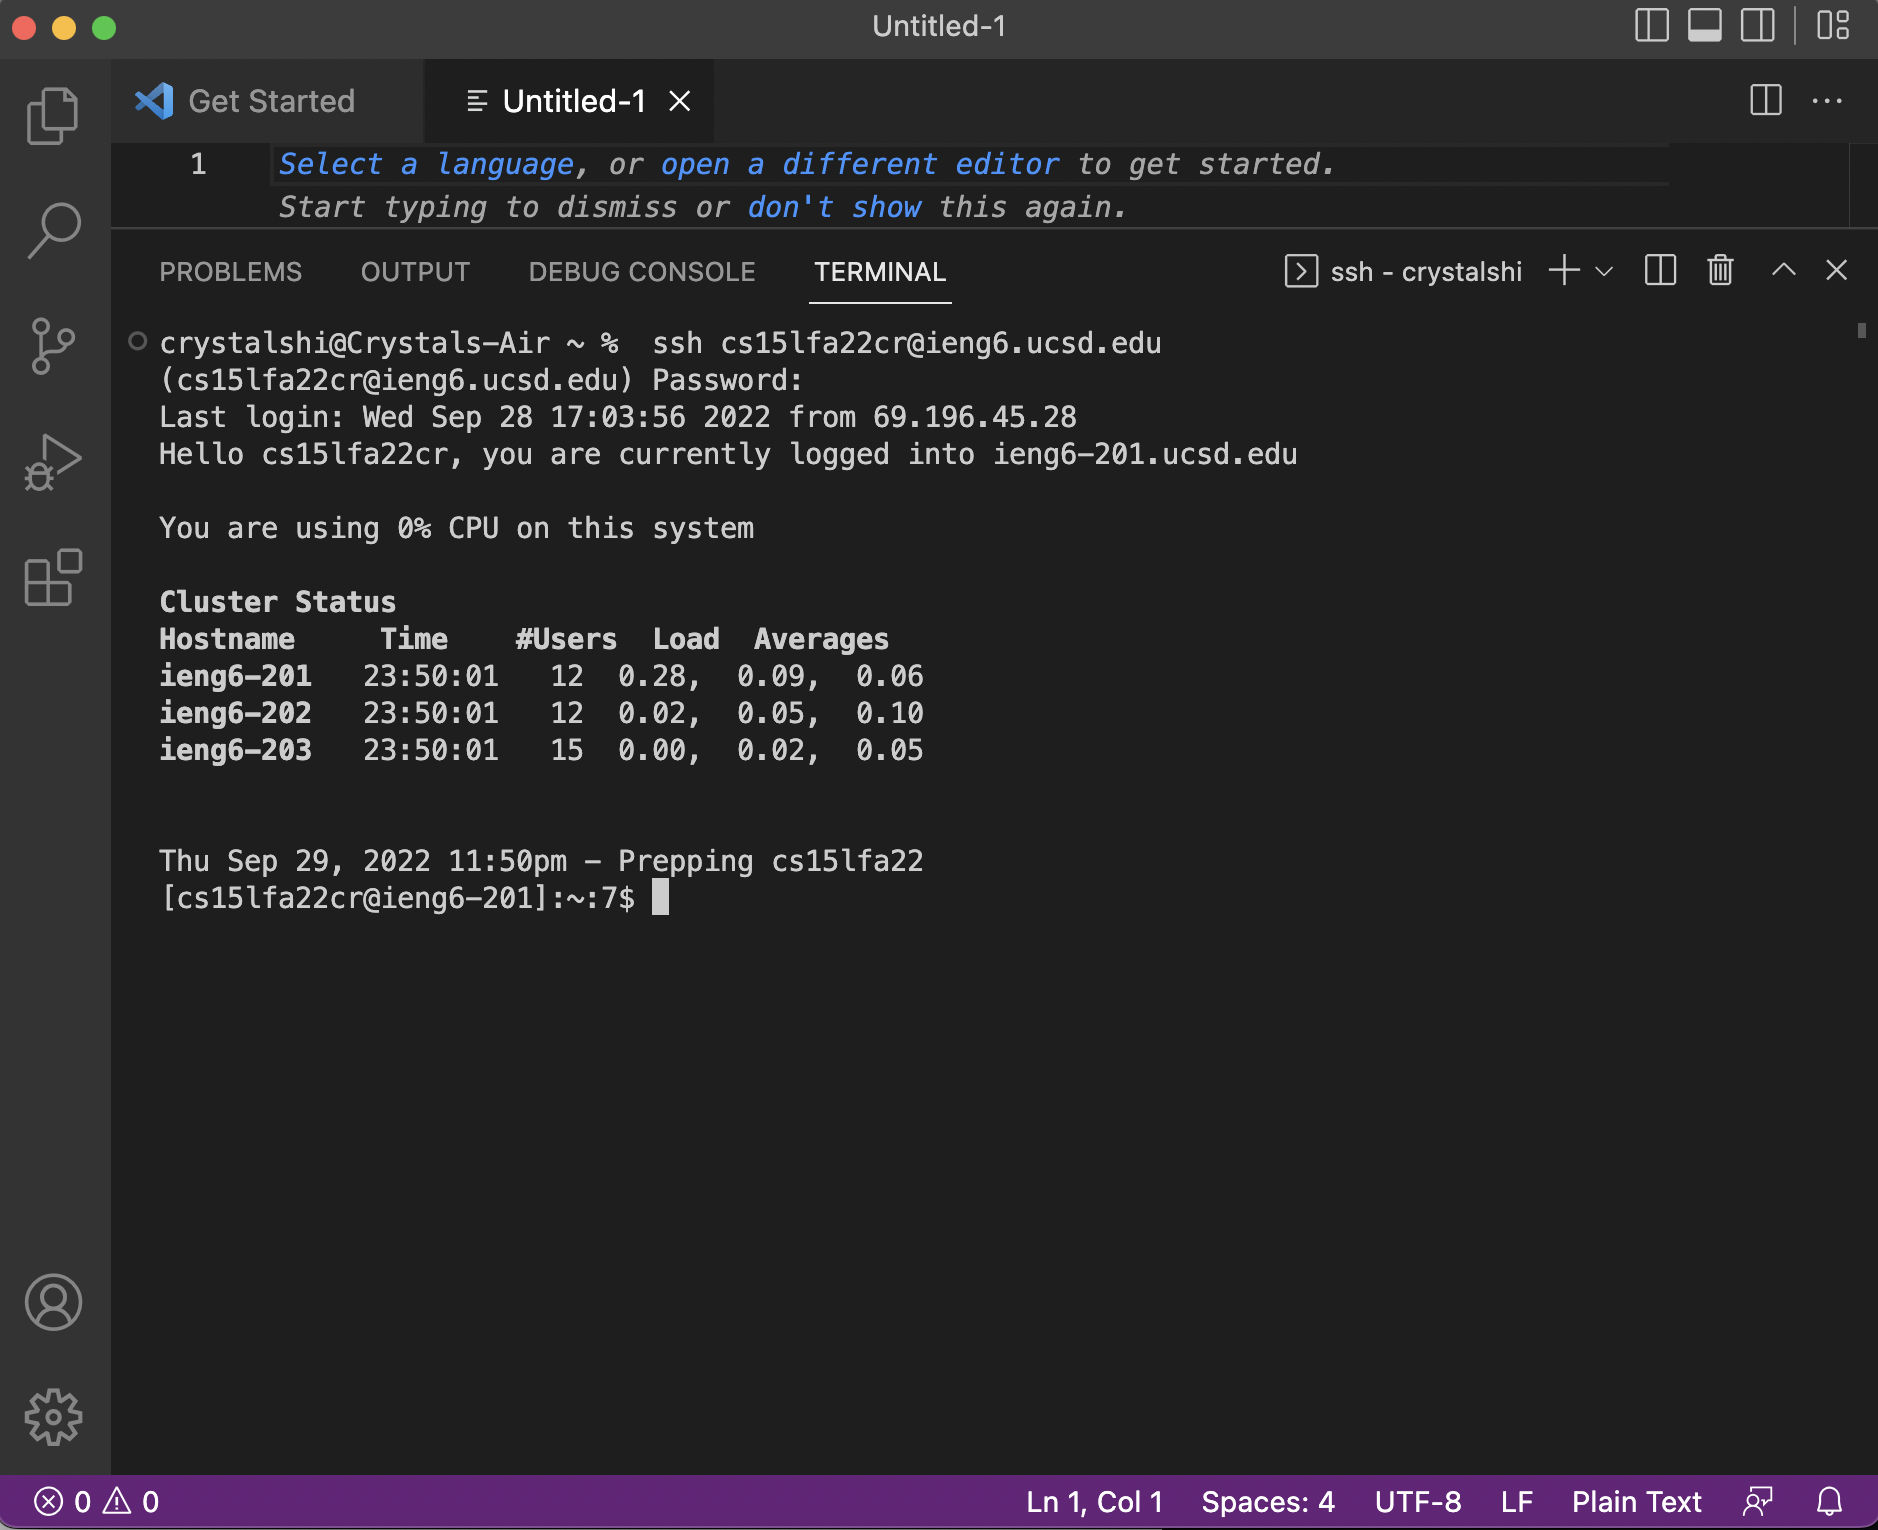 Untitled-1
Get Started
Untitled-1
1 Select a language, or open a different editor to get started.
Start typing to dismiss or don't show this again.
PROBLEMS OUTPUT DEBUG CONSOLE TERMINAL ssh - crystalshi
crystalshi@Crystals-Air ~ %  ssh cs15lfa22cr@ieng6.ucsd.edu
(cs15lfa22cr@ieng6.ucsd.edu) Password:
Last login: Wed Sep 28 17:03:56 2022 from 69.196.45.28
Hello cs15lfa22cr, you are currently logged into ieng6-201.ucsd.edu
You are using 0% CPU on this system
Cluster Status
Hostname     Time    #Users  Load  Averages
ieng6-201   23:50:01   12  0.28,  0.09,  0.06
ieng6-202   23:50:01   12  0.02,  0.05,  0.10
ieng6-203   23:50:01   15  0.00,  0.02,  0.05
Thu Sep 29, 2022 11:50pm - Prepping cs15lfa22
[cs15lfa22cr@ieng6-201]:~:7$
0 0 Ln 1, Col 1 Spaces: 4 UTF-8 LF Plain Text